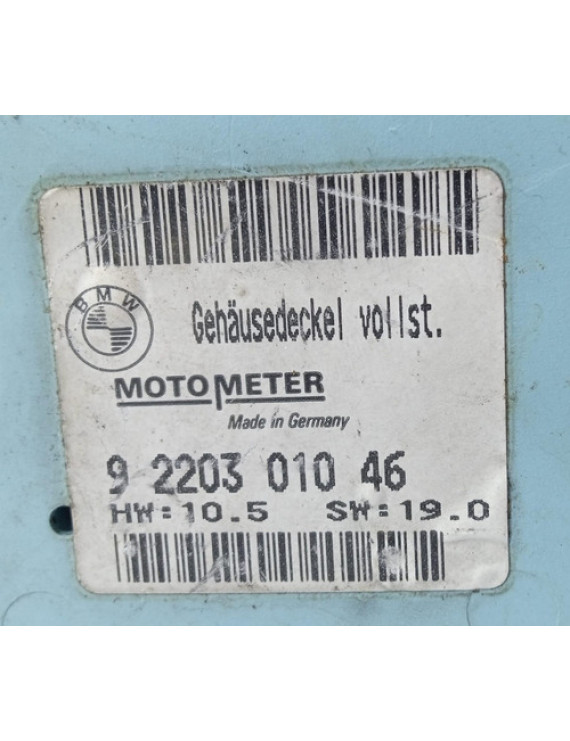 BMW
Gehäusedeckel vollst.
MOTOMETER
Made in Germany
9 2203 010 46
HW:10.5 SW:19.0